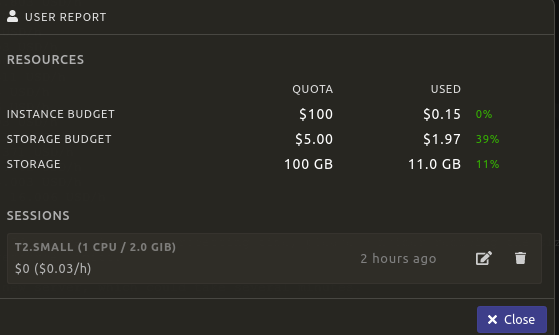 USER REPORT
RESOURCES
QUOTA USED
INSTANCE BUDGET $100 $0.15 0%
STORAGE BUDGET $5.00 $1.97 39%
STORAGE 100 GB 11.0 GB 11%
SESSIONS
T2.SMALL (1 CPU / 2.0 GIB)
$0 ($0.03/h) 2 hours ago
Close